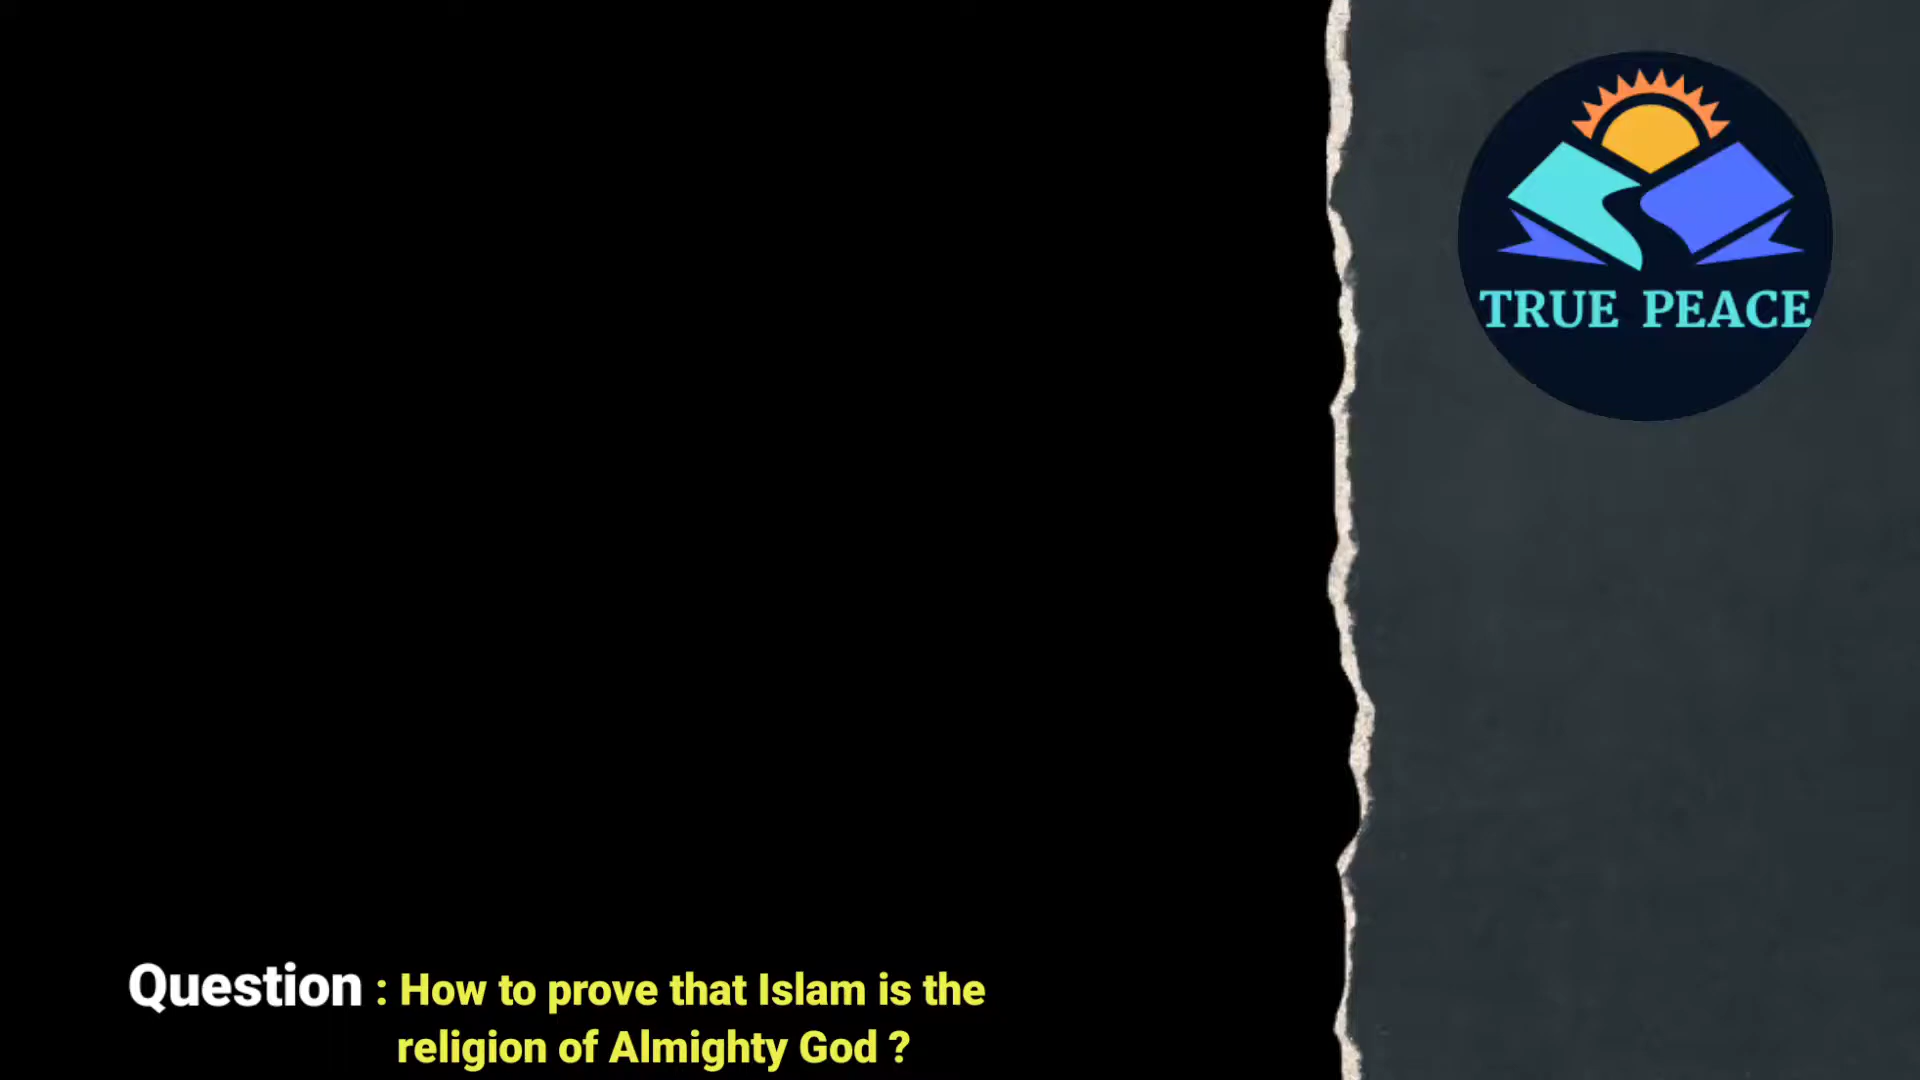 TRUE PEACE
Question : How to prove that Islam is the
religion of Almighty God ?